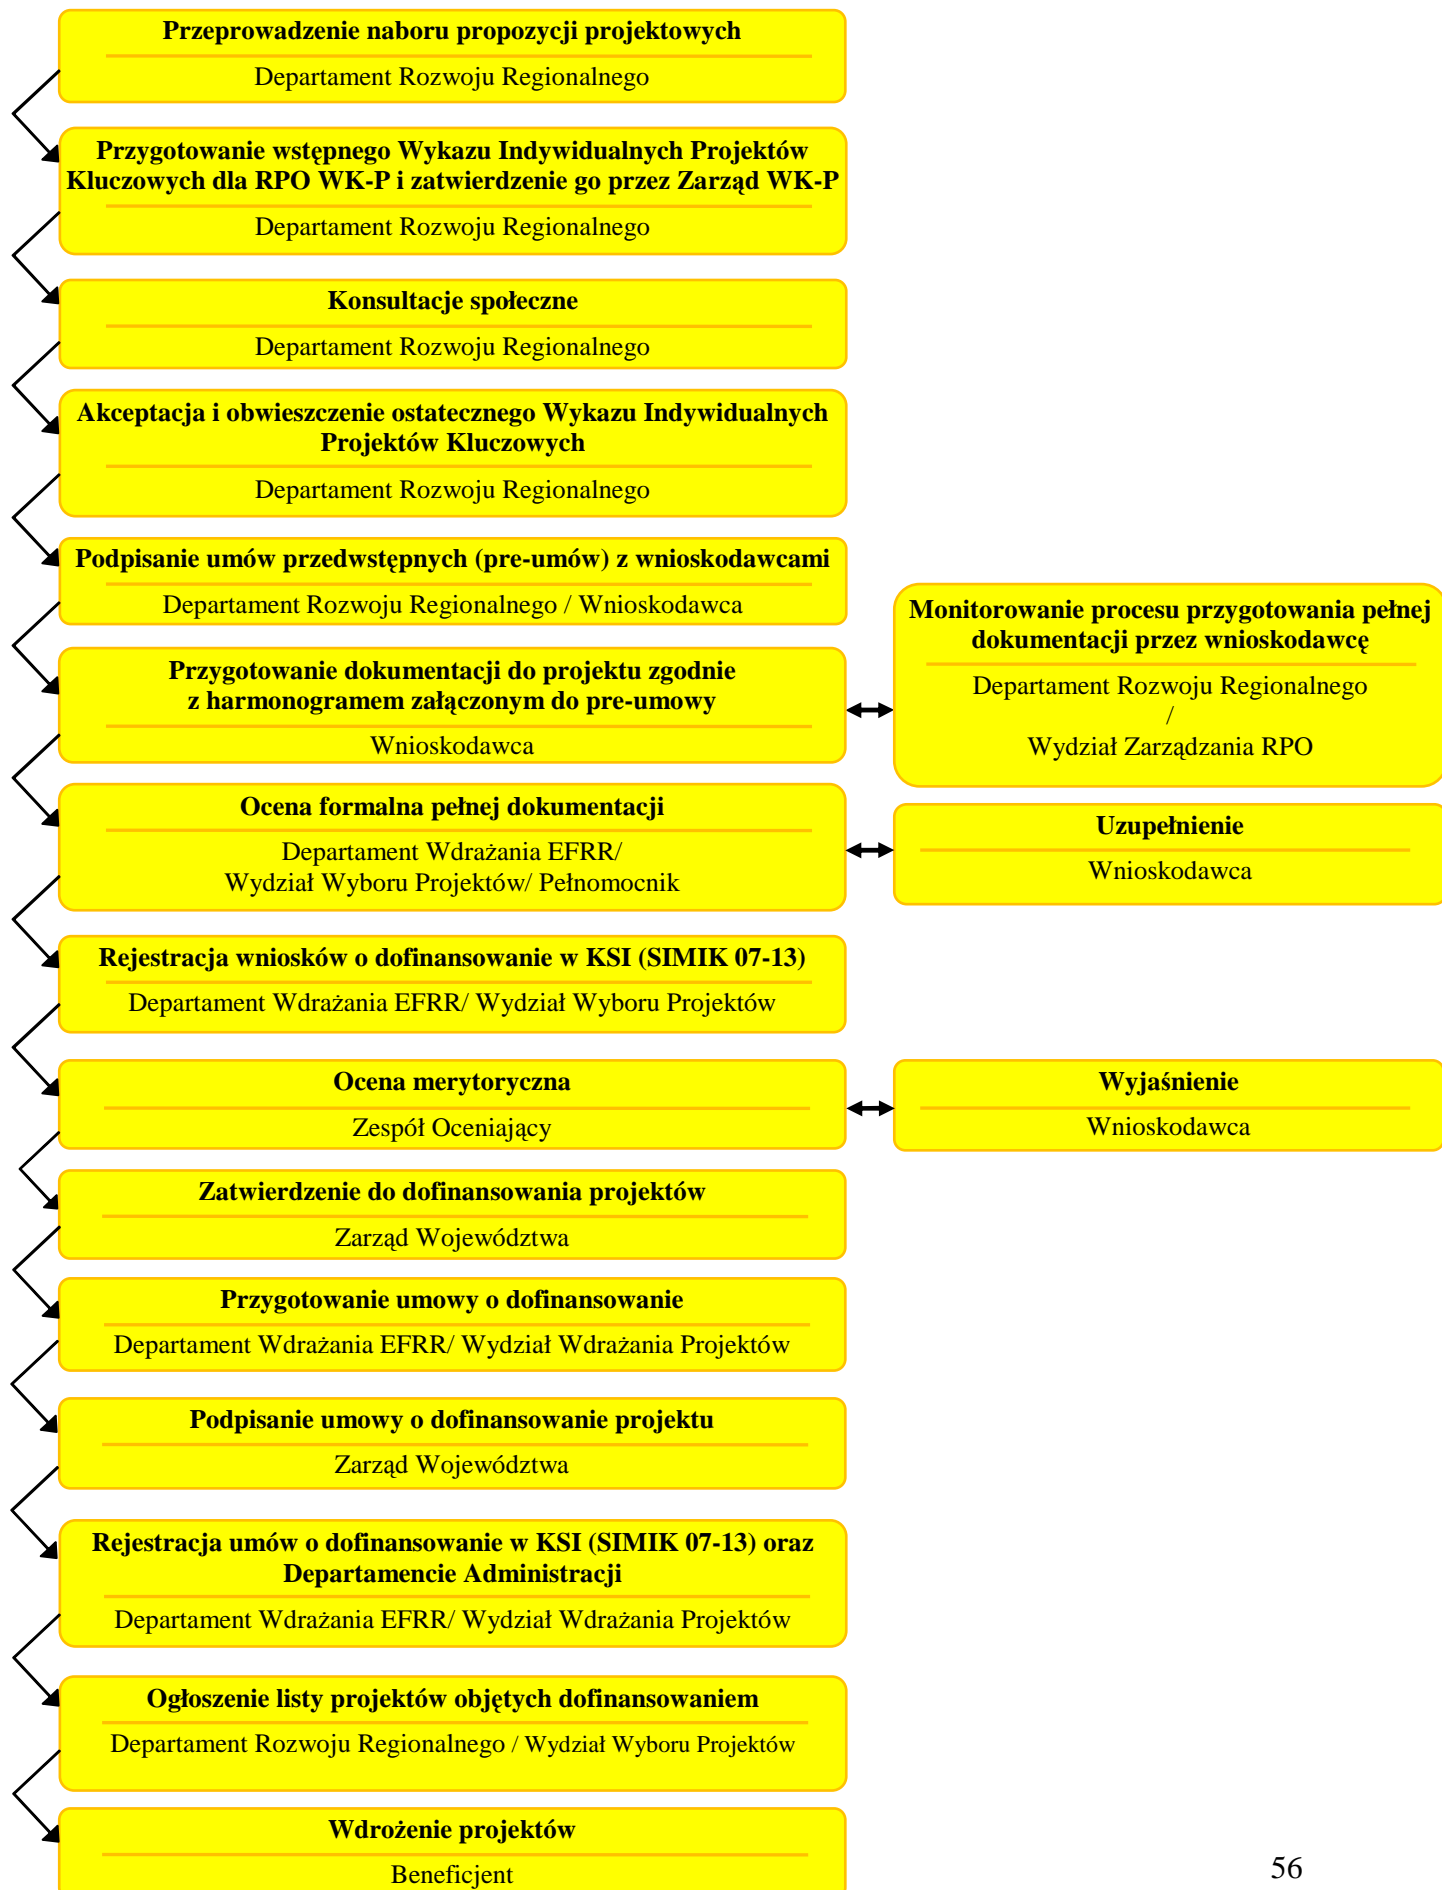 Przeprowadzenie naboru propozycji projektowych
Departament Rozwoju Regionalnego
Przygotowanie wstępnego Wykazu Indywidualnych Projektów
Kluczowych dla RPO WK-P i zatwierdzenie go przez Zarząd WK-P
Departament Rozwoju Regionalnego
Konsultacje społeczne
Departament Rozwoju Regionalnego
Akceptacja i obwieszczenie ostatecznego Wykazu Indywidualnych
Projektów Kluczowych
Departament Rozwoju Regionalnego
Podpisanie umów przedwstępnych (pre-umów) z wnioskodawcami
Departament Rozwoju Regionalnego / Wnioskodawca
Przygotowanie dokumentacji do projektu zgodnie
z harmonogramem załączonym do pre-umowy
Wnioskodawca
Monitorowanie procesu przygotowania pełnej
dokumentacji przez wnioskodawcę
Departament Rozwoju Regionalnego
/
Wydział Zarządzania RPO
Ocena formalna pełnej dokumentacji
Departament Wdrażania EFRR/
Wydział Wyboru Projektów/ Pełnomocnik
Uzupełnienie
Wnioskodawca
Rejestracja wniosków o dofinansowanie w KSI (SIMIK 07-13)
Departament Wdrażania EFRR/ Wydział Wyboru Projektów
Ocena merytoryczna
Zespół Oceniający
Wyjaśnienie
Wnioskodawca
Zatwierdzenie do dofinansowania projektów
Zarząd Województwa
Przygotowanie umowy o dofinansowanie
Departament Wdrażania EFRR/ Wydział Wdrażania Projektów
Podpisanie umowy o dofinansowanie projektu
Zarząd Województwa
Rejestracja umów o dofinansowanie w KSI (SIMIK 07-13) oraz
Departamencie Administracji
Departament Wdrażania EFRR/ Wydział Wdrażania Projektów
Ogłoszenie listy projektów objętych dofinansowaniem
Departament Rozwoju Regionalnego / Wydział Wyboru Projektów
Wdrożenie projektów
Beneficjent
56